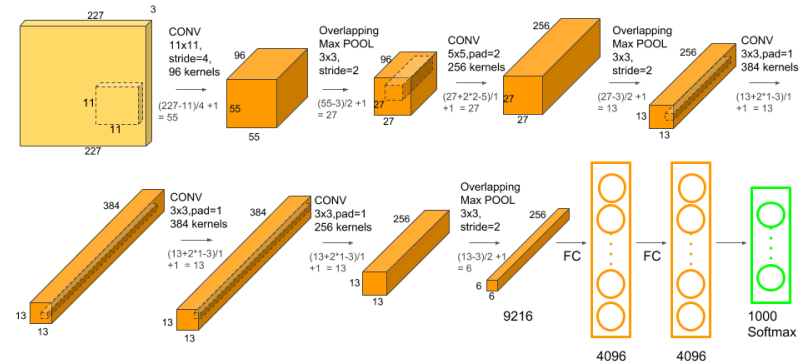 227
3
11
11
227
CONV
11x11,
stride=4,
96 kernels
(227-11)/4 +1
= 55
96
55
55
Overlapping
Max POOL
3x3,
stride=2
(55-3)/2 +1
= 27
96
27
27
CONV
5x5,pad=2
256 kernels
(27+2*2-5)/1
+1 = 27
256
27
27
Overlapping
Max POOL
3x3,
stride=2
(27-3)/2 +1
= 13
256
13
13
CONV
3x3,pad=1
384 kernels
(13+2*1-3)/1
+1 = 13
384
13
13
CONV
3x3,pad=1
384 kernels
(13+2*1-3)/1
+1 = 13
384
13
13
CONV
3x3,pad=1
256 kernels
(13+2*1-3)/1
+1 = 13
256
13
13
Overlapping
Max POOL
3x3,
stride=2
(13-3)/2 +1
= 6
256
6
6
9216
FC
4096
FC
4096
1000
Softmax